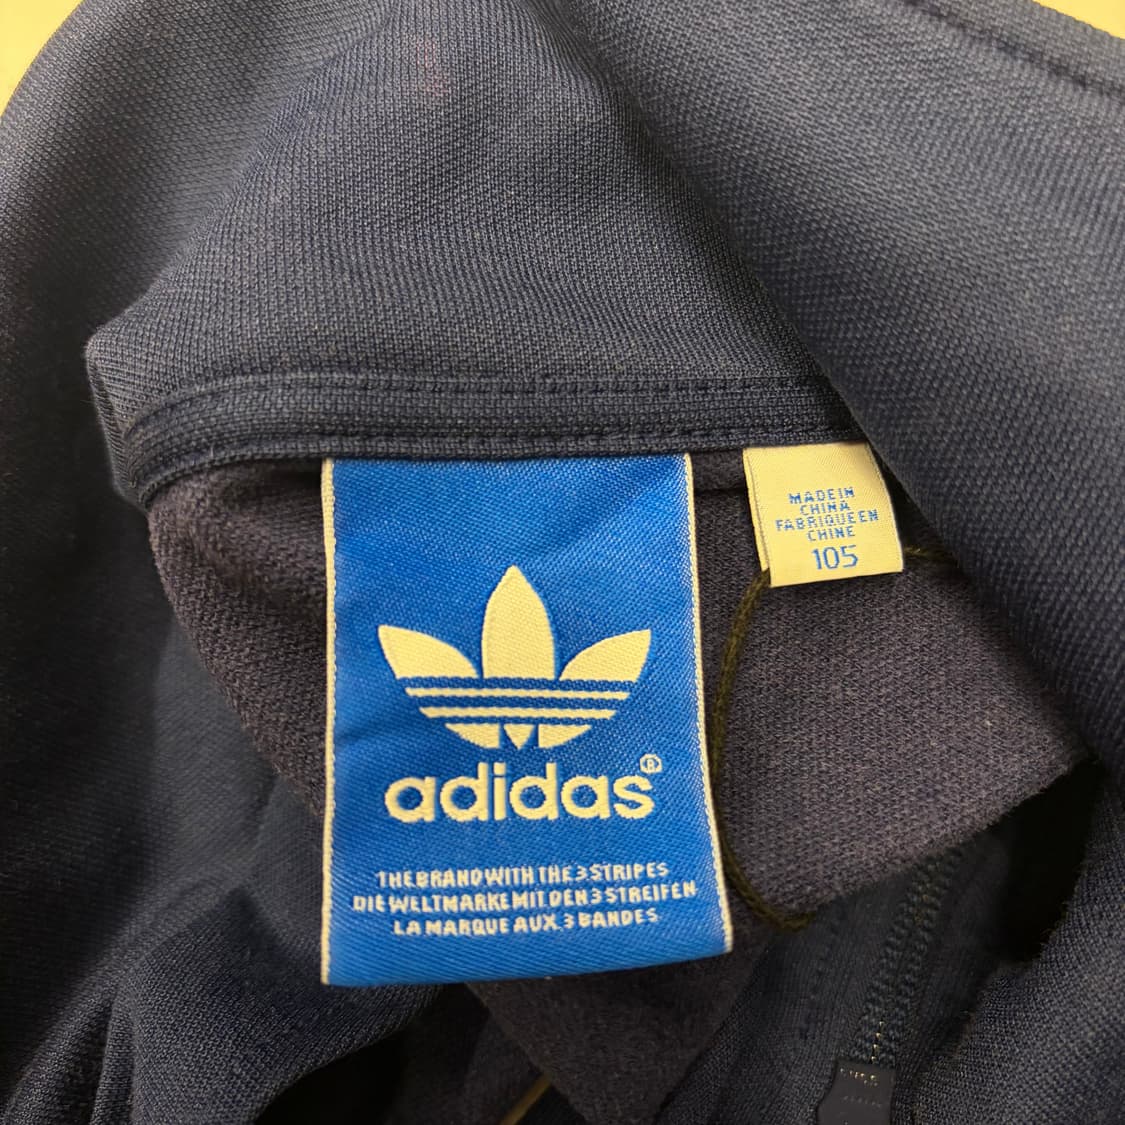 adidas®
THE BRAND WITH THE 3 STRIPES
DIE WELTMARKE MIT DEN 3 STREIFEN
LA MARQUE AUX 3 BANDES
MADE IN
CHINA
FABRIQUE EN
CHINE
105